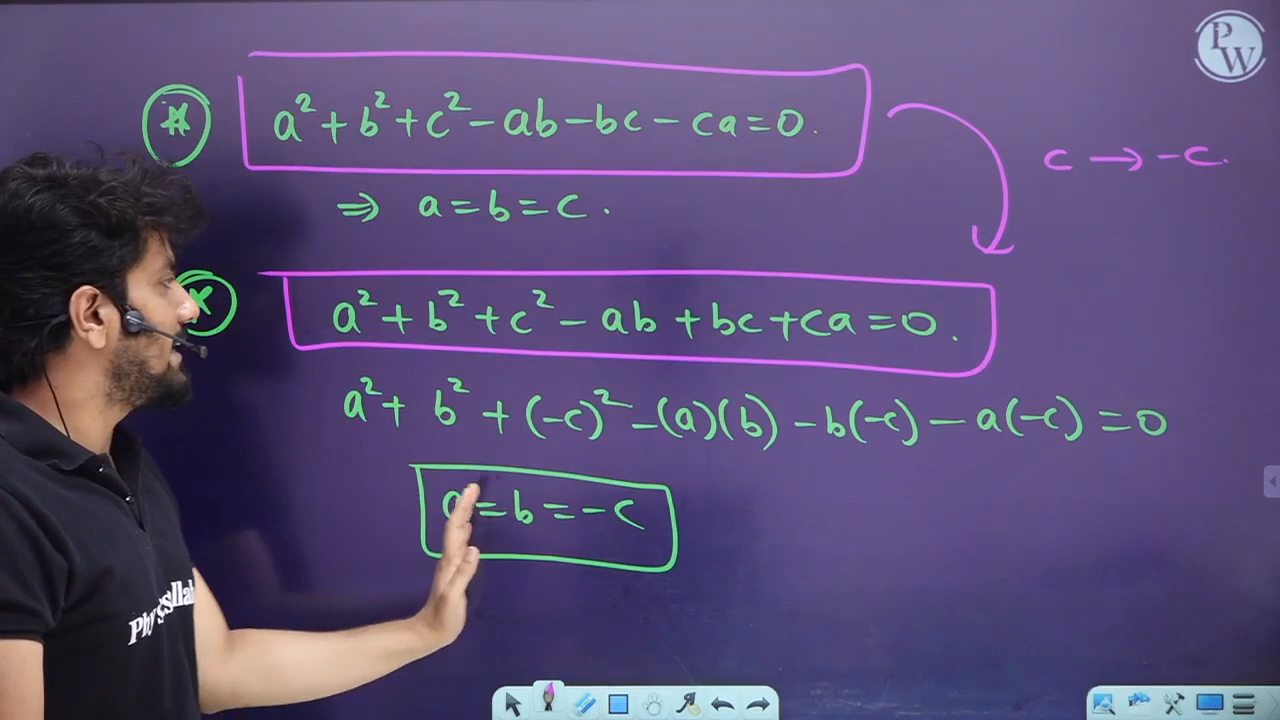 PW
a² + b² + c² - ab - bc - ca = 0.
c → -c.
⇒ a = b = c.
a² + b² + c² - ab + bc + ca = 0.
a² + b² + (-c)² - (a)(b) - b(-c) - a(-c) = 0
a = b = -c